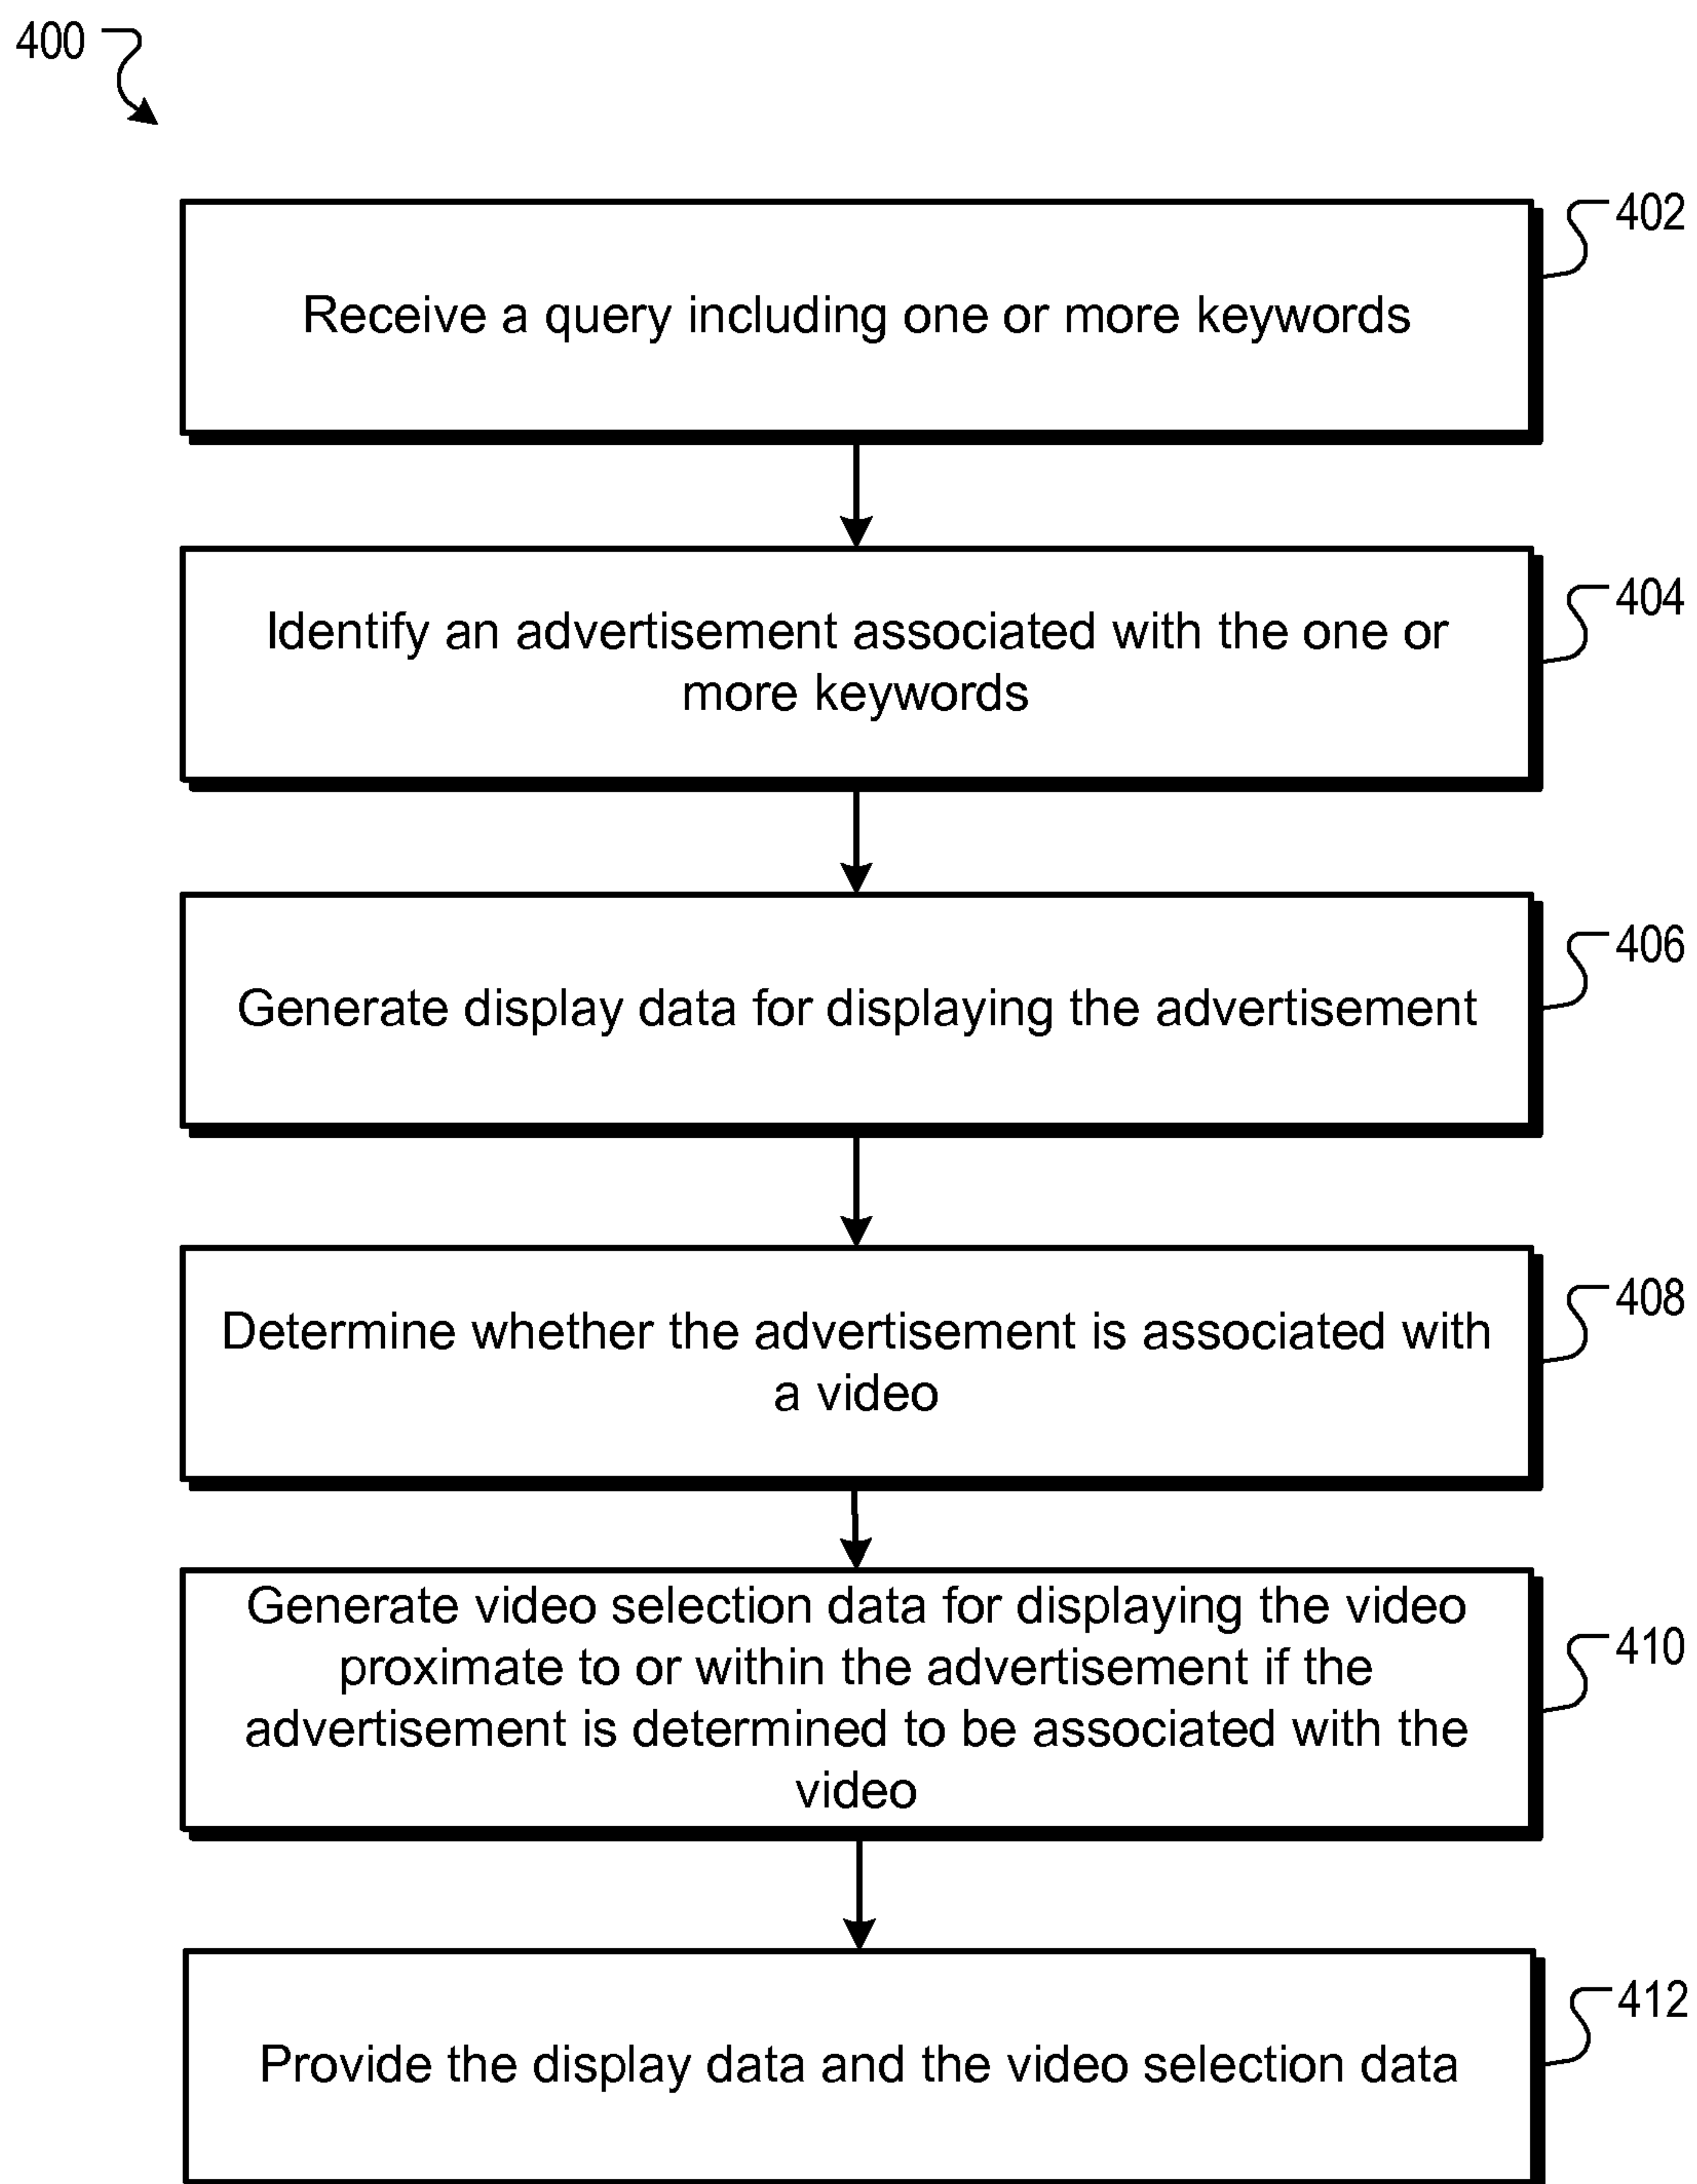 400
402
Receive a query including one or more keywords
404
Identify an advertisement associated with the one or
more keywords
406
Generate display data for displaying the advertisement
408
Determine whether the advertisement is associated with
a video
Generate video selection data for displaying the video
410
proximate to or within the advertisement if the
advertisement is determined to be associated with the
video
412
Provide the display data and the video selection data